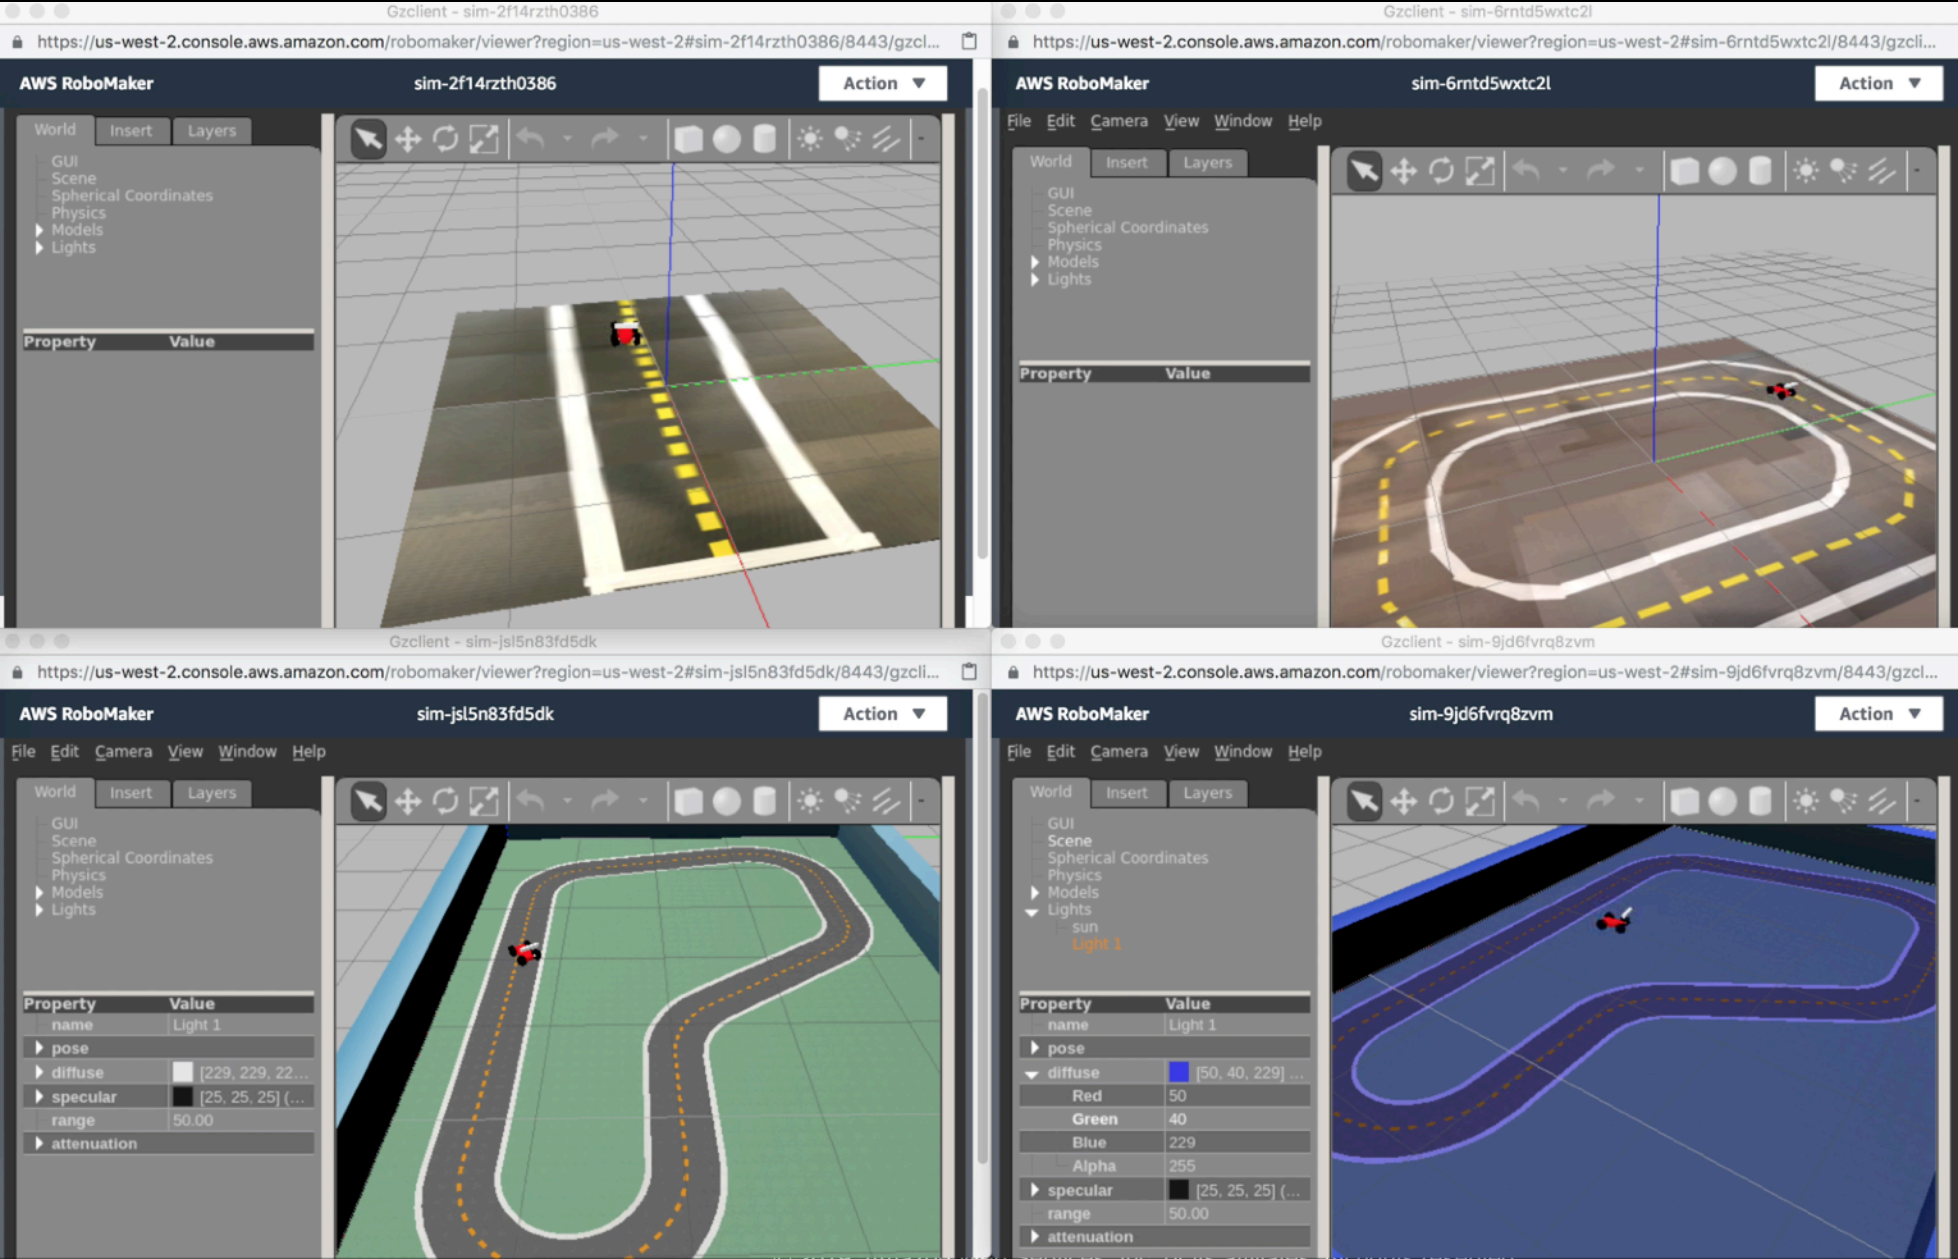 Gzclient - sim-2f14rzth0386
https://us-west-2.console.aws.amazon.com/robomaker/viewer?region=us-west-2#sim-2f14rzth0386/8443/gzcl...
AWS RoboMaker
sim-2f14rzth0386
Action
World
Insert
Layers
GUI
Scene
Spherical Coordinates
Physics
Models
Lights
Property Value
Gzclient - sim-6rntd5wxtc2l
https://us-west-2.console.aws.amazon.com/robomaker/viewer?region=us-west-2#sim-6rntd5wxtc2l/8443/gzcli...
AWS RoboMaker
sim-6rntd5wxtc2l
Action
File Edit Camera View Window Help
World
Insert
Layers
GUI
Scene
Spherical Coordinates
Physics
Models
Lights
Property Value
Gzclient - sim-jsl5n83fd5dk
https://us-west-2.console.aws.amazon.com/robomaker/viewer?region=us-west-2#sim-jsl5n83fd5dk/8443/gzcli...
AWS RoboMaker
sim-jsl5n83fd5dk
Action
File Edit Camera View Window Help
World
Insert
Layers
GUI
Scene
Spherical Coordinates
Physics
Models
Lights
Property Value
name Light 1
pose
diffuse [229, 229, 22...
specular [25, 25, 25] (...
range 50.00
attenuation
Gzclient - sim-9jd6fvrq8zvm
https://us-west-2.console.aws.amazon.com/robomaker/viewer?region=us-west-2#sim-9jd6fvrq8zvm/8443/gzcl...
AWS RoboMaker
sim-9jd6fvrq8zvm
Action
File Edit Camera View Window Help
World
Insert
Layers
GUI
Scene
Spherical Coordinates
Physics
Models
Lights
sun
Light 1
Property Value
name Light 1
pose
diffuse [50, 40, 229] ...
Red 50
Green 40
Blue 229
Alpha 255
specular [25, 25, 25] (...
range 50.00
attenuation